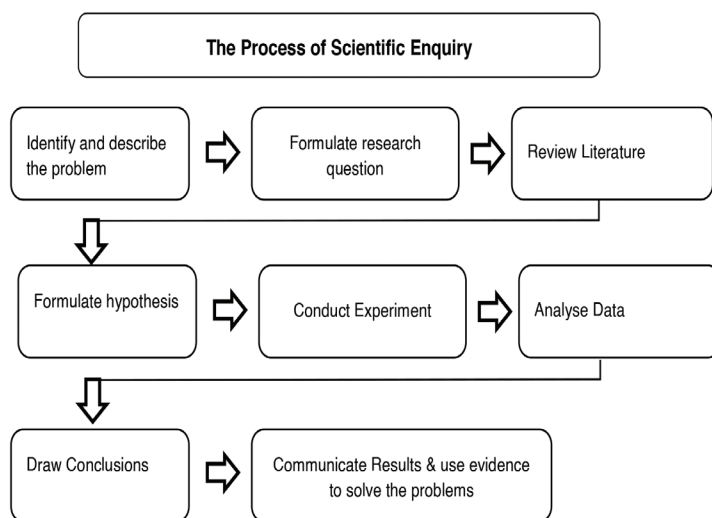 The Process of Scientific Enquiry
Identify and describe
the problem
Formulate research
question
Review Literature
Formulate hypothesis
Conduct Experiment
Analyse Data
Draw Conclusions
Communicate Results & use evidence
to solve the problems